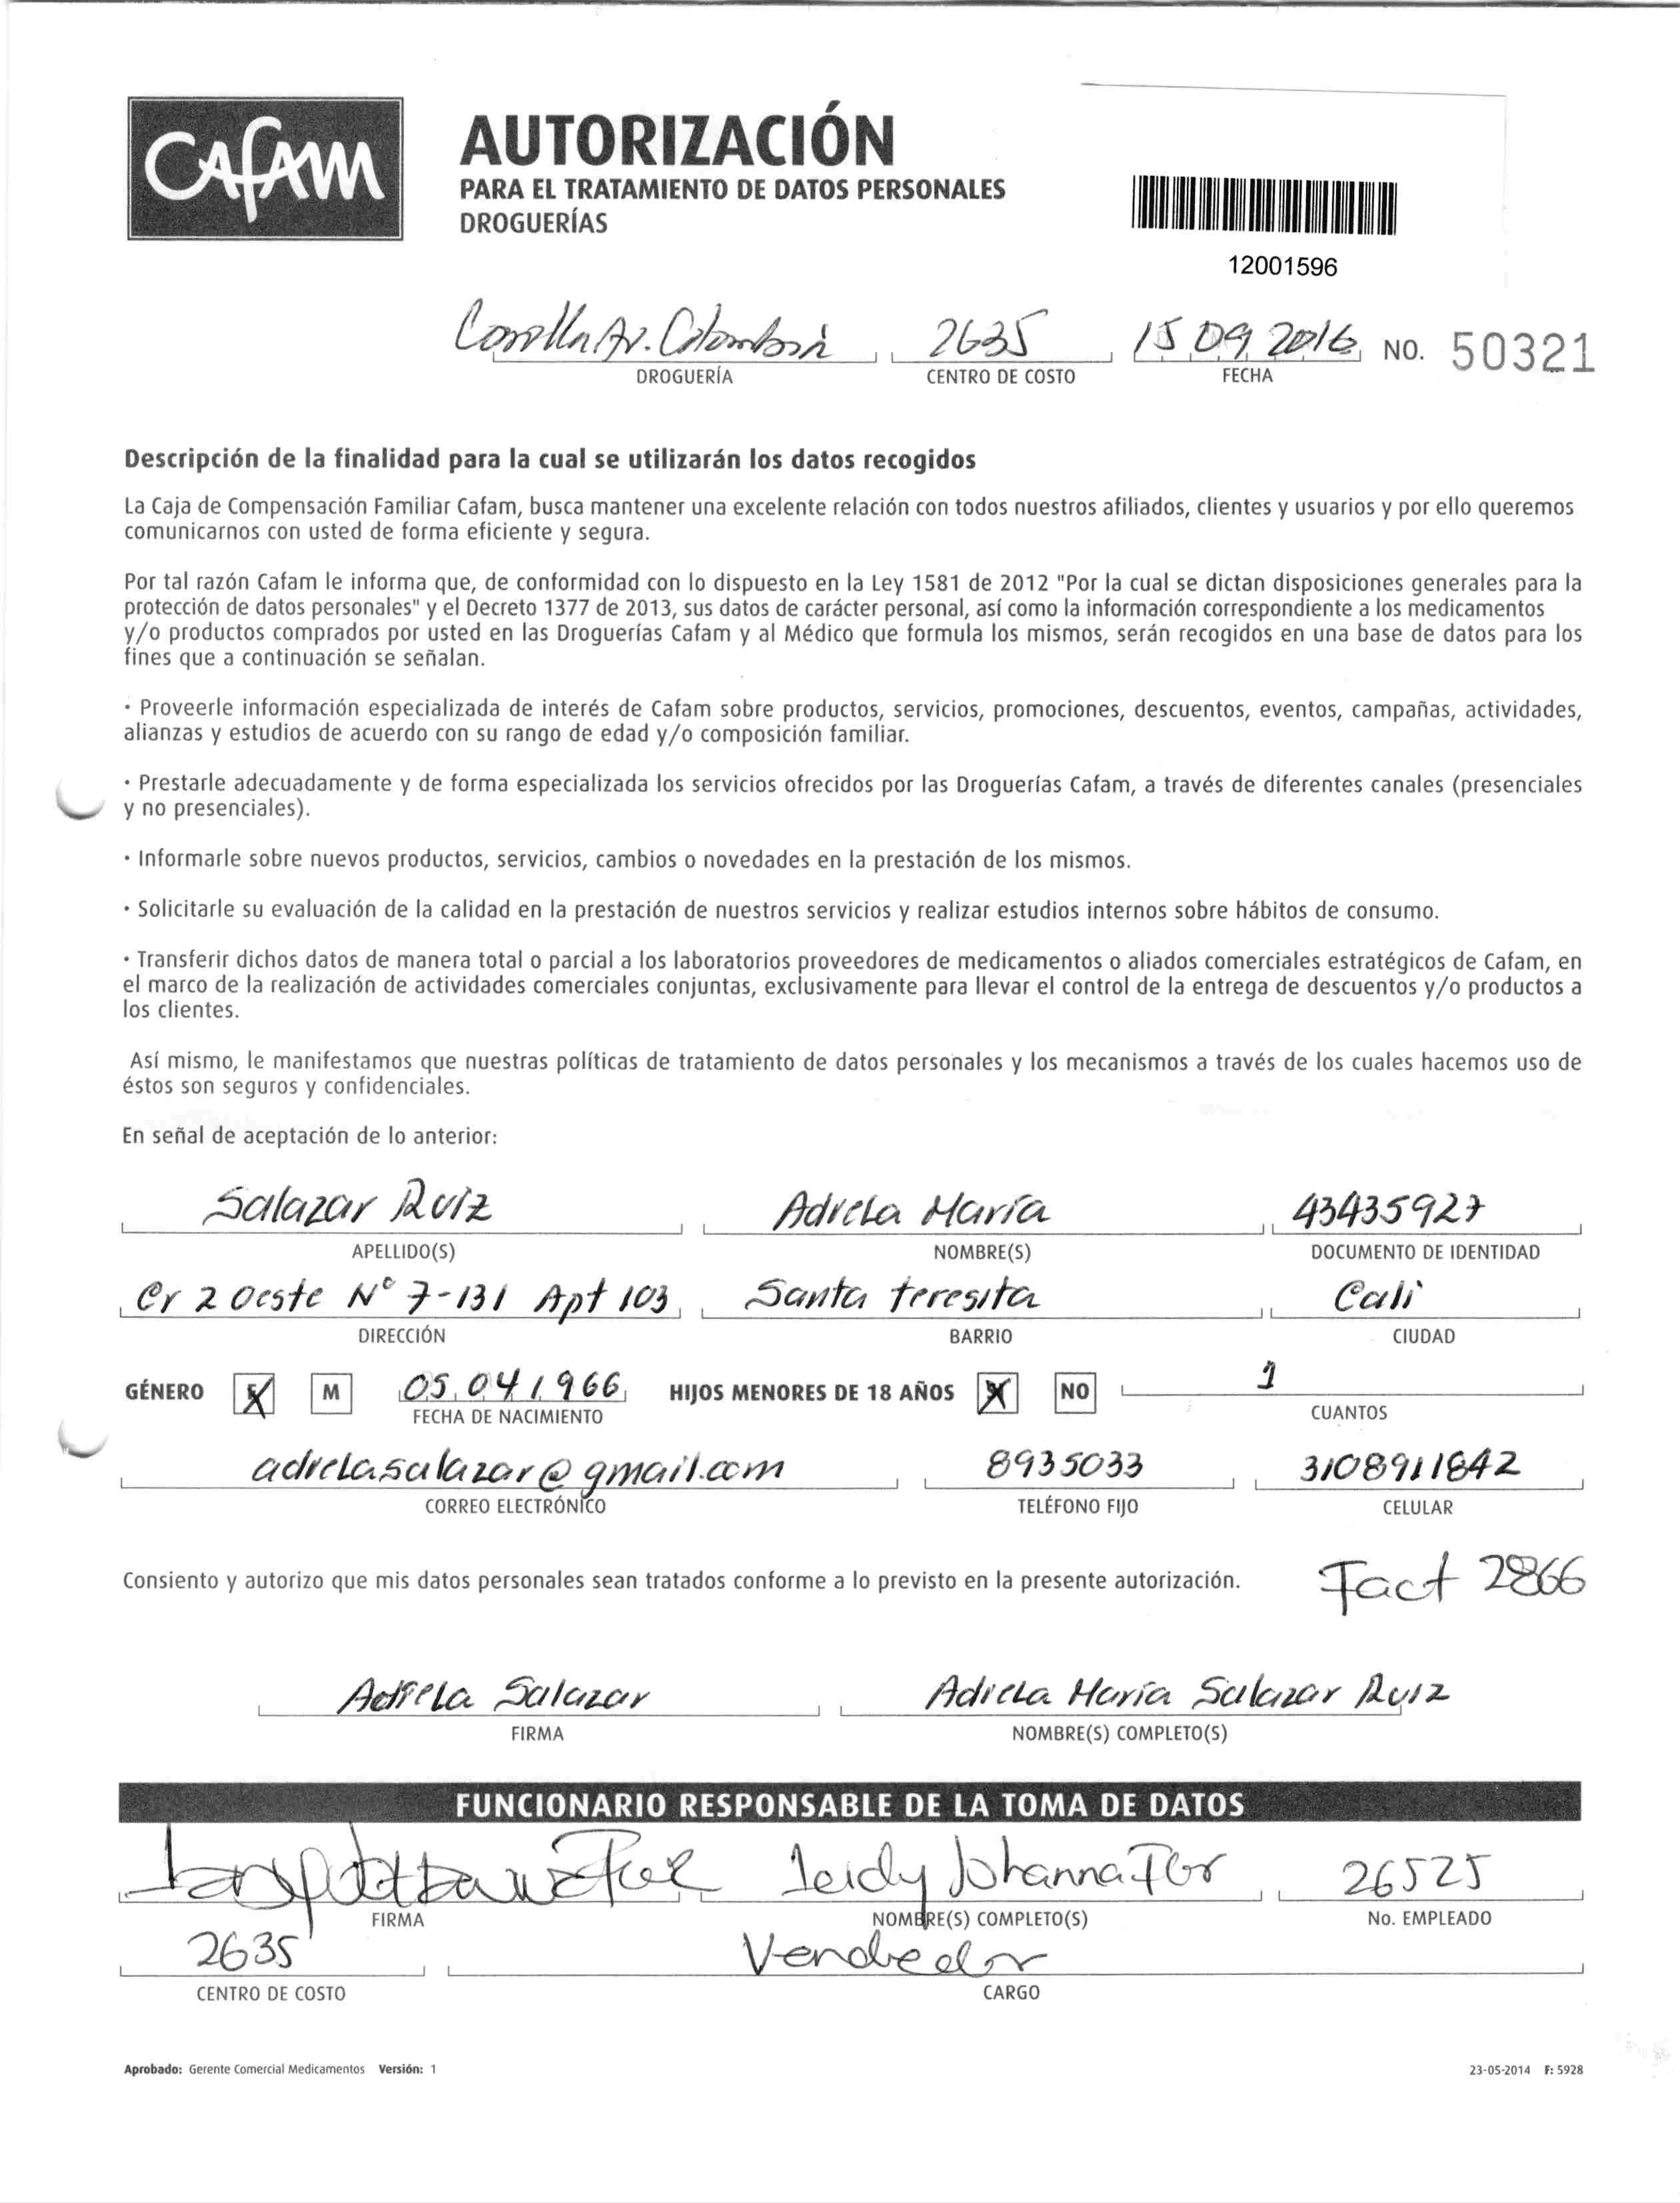 CAFAM
AUTORIZACIÓN
PARA EL TRATAMIENTO DE DATOS PERSONALES
DROGUERÍAS
12001596
Av. Colombia 2635 15 09 2016 NO. 50321
DROGUERÍA CENTRO DE COSTO FECHA
Descripción de la finalidad para la cual se utilizarán los datos recogidos
La Caja de Compensación Familiar Cafam, busca mantener una excelente relación con todos nuestros afiliados, clientes y usuarios y por ello queremos
comunicarnos con usted de forma eficiente y segura.
Por tal razón Cafam le informa que, de conformidad con lo dispuesto en la Ley 1581 de 2012 "Por la cual se dictan disposiciones generales para la
protección de datos personales" y el Decreto 1377 de 2013, sus datos de carácter personal, así como la información correspondiente a los medicamentos
y/o productos comprados por usted en las Droguerías Cafam y al Médico que formula los mismos, serán recogidos en una base de datos para los
fines que a continuación se señalan.
· Proveerle información especializada de interés de Cafam sobre productos, servicios, promociones, descuentos, eventos, campañas, actividades,
alianzas y estudios de acuerdo con su rango de edad y/o composición familiar.
· Prestarle adecuadamente y de forma especializada los servicios ofrecidos por las Droguerías Cafam, a través de diferentes canales (presenciales
y no presenciales).
· Informarle sobre nuevos productos, servicios, cambios o novedades en la prestación de los mismos.
· Solicitarle su evaluación de la calidad en la prestación de nuestros servicios y realizar estudios internos sobre hábitos de consumo.
· Transferir dichos datos de manera total o parcial a los laboratorios proveedores de medicamentos o aliados comerciales estratégicos de Cafam, en
el marco de la realización de actividades comerciales conjuntas, exclusivamente para llevar el control de la entrega de descuentos y/o productos a
los clientes.
Así mismo, le manifestamos que nuestras políticas de tratamiento de datos personales y los mecanismos a través de los cuales hacemos uso de
éstos son seguros y confidenciales.
En señal de aceptación de lo anterior:
Salazar Ruiz Adiela María 43435927
APELLIDO(S) NOMBRE(S) DOCUMENTO DE IDENTIDAD
Cr 2 Oeste N° 7-131 Apt 103 Santa teresita Cali
DIRECCIÓN BARRIO CIUDAD
GÉNERO F M 05 04 1966 HIJOS MENORES DE 18 AÑOS NO 1
FECHA DE NACIMIENTO CUANTOS
adielasalazar@gmail.com 8935033 3108911842
CORREO ELECTRÓNICO TELÉFONO FIJO CELULAR
Consiento y autorizo que mis datos personales sean tratados conforme a lo previsto en la presente autorización. Fact 2866
Adiela Salazar Adiela María Salazar Ruiz
FIRMA NOMBRE(S) COMPLETO(S)
FUNCIONARIO RESPONSABLE DE LA TOMA DE DATOS
leidy Johanna 26525
FIRMA NOMBRE(S) COMPLETO(S) No. EMPLEADO
2635 Vendedor
CENTRO DE COSTO CARGO
Aprobado: Gerente Comercial Medicamentos Versión: 1 23-05-2014 F: 5928